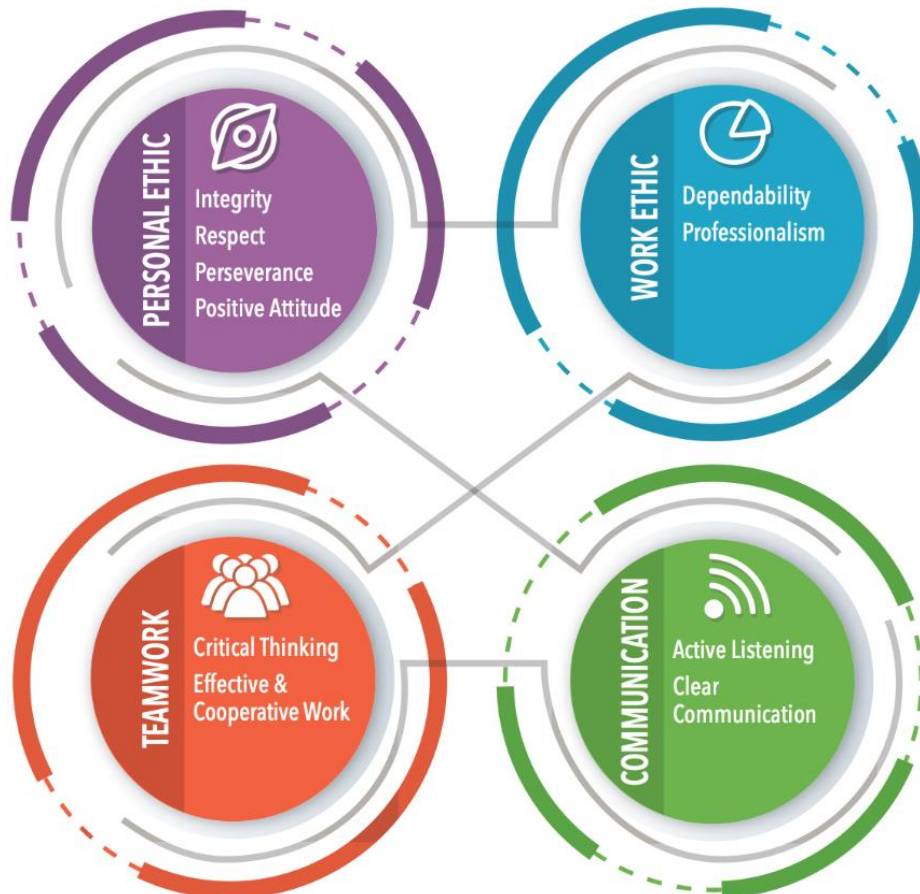 PERSONAL ETHIC
Integrity
Respect
Perseverance
Positive Attitude
WORK ETHIC
Dependability
Professionalism
TEAMWORK
Critical Thinking
Effective &
Cooperative Work
COMMUNICATION
Active Listening
Clear
Communication